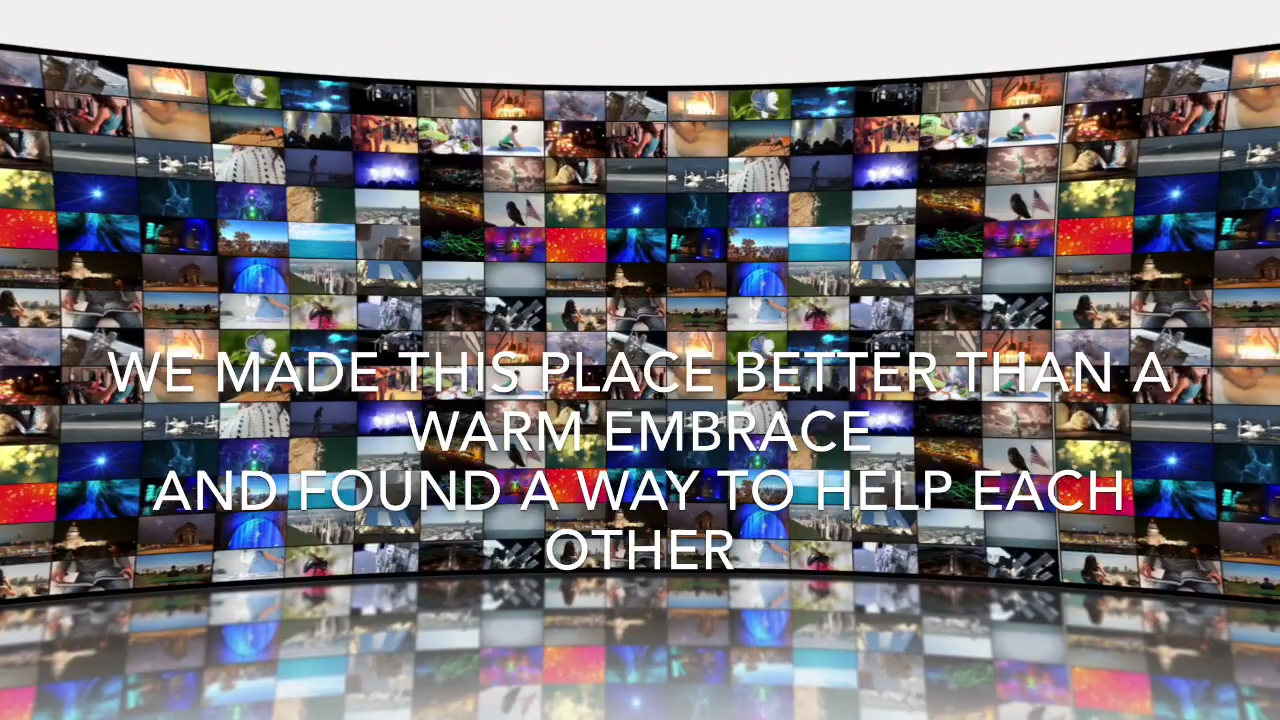 WE MADE THIS PLACE BETTER THAN A
WARM EMBRACE
AND FOUND A WAY TO HELP EACH
OTHER